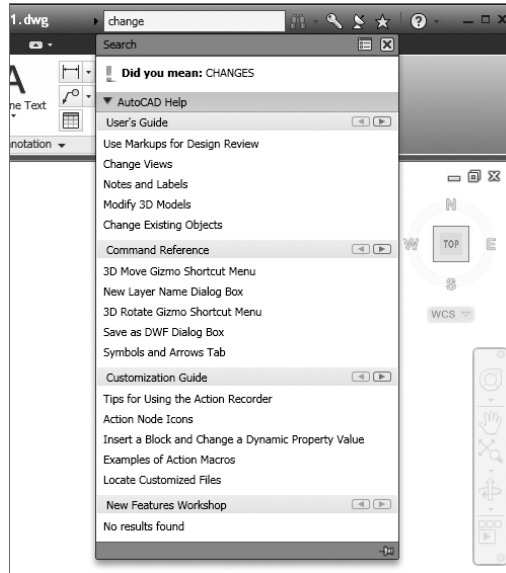 1.dwg
change
Search
Did you mean: CHANGES
A
ne Text
notation
AutoCAD Help
User's Guide
Use Markups for Design Review
Change Views
Notes and Labels
Modify 3D Models
Change Existing Objects
Command Reference
3D Move Gizmo Shortcut Menu
New Layer Name Dialog Box
3D Rotate Gizmo Shortcut Menu
Save as DWF Dialog Box
Symbols and Arrows Tab
Customization Guide
Tips for Using the Action Recorder
Action Node Icons
Insert a Block and Change a Dynamic Property Value
Examples of Action Macros
Locate Customized Files
New Features Workshop
No results found
N
W
TOP
E
S
WCS